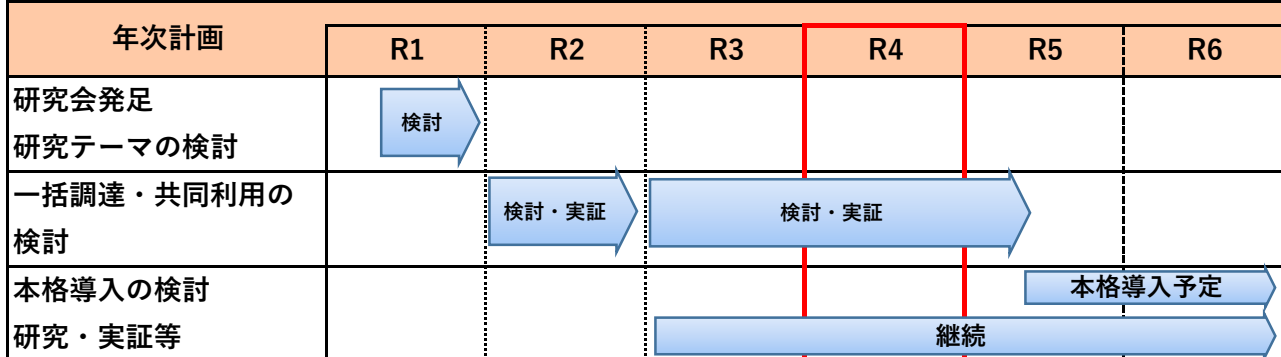 年次計画
R1 R2 R3 R4 R5 R6
研究会発足
研究テーマの検討
検討
一括調達・共同利用の
検討
検討・実証
検討・実証
本格導入の検討
研究・実証等
本格導入予定
継続